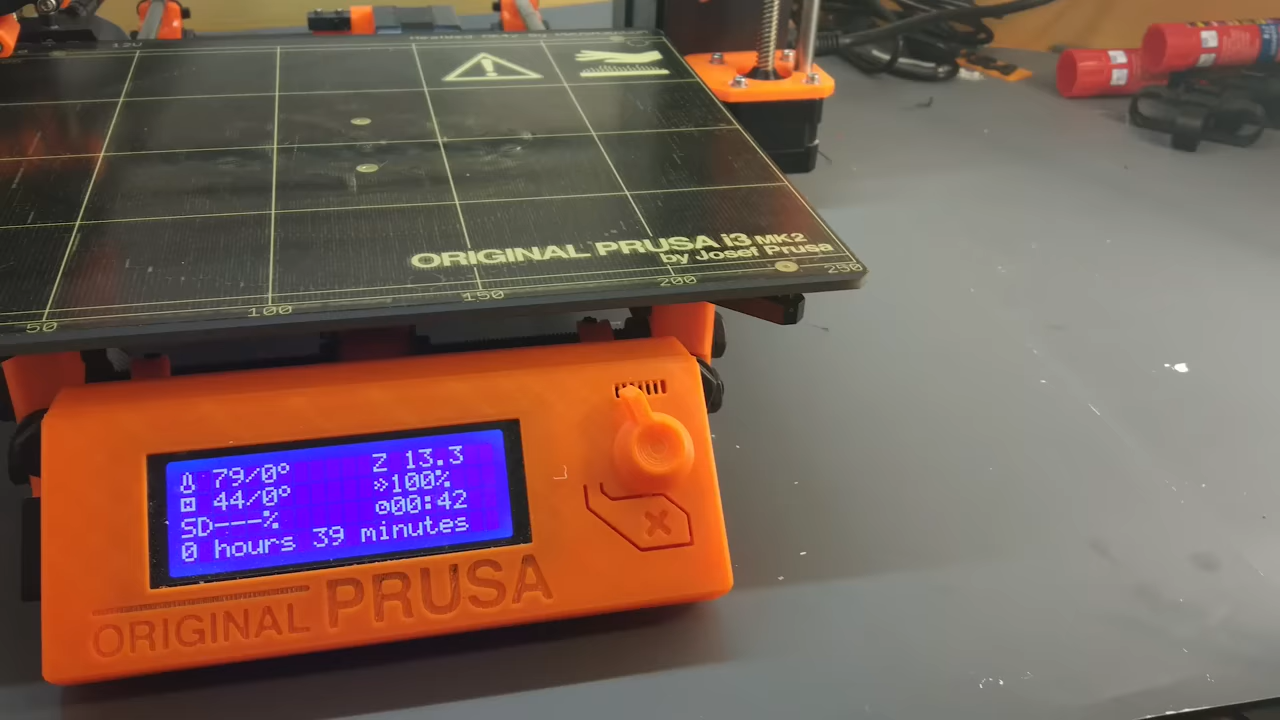 12V
ORIGINAL PRUSA i3 MK2
by Josef Prusa
50
100
150
200
250
79/0° Z 13.3
44/0° »100%
SD---% 00:42
0 hours 39 minutes
ORIGINAL PRUSA